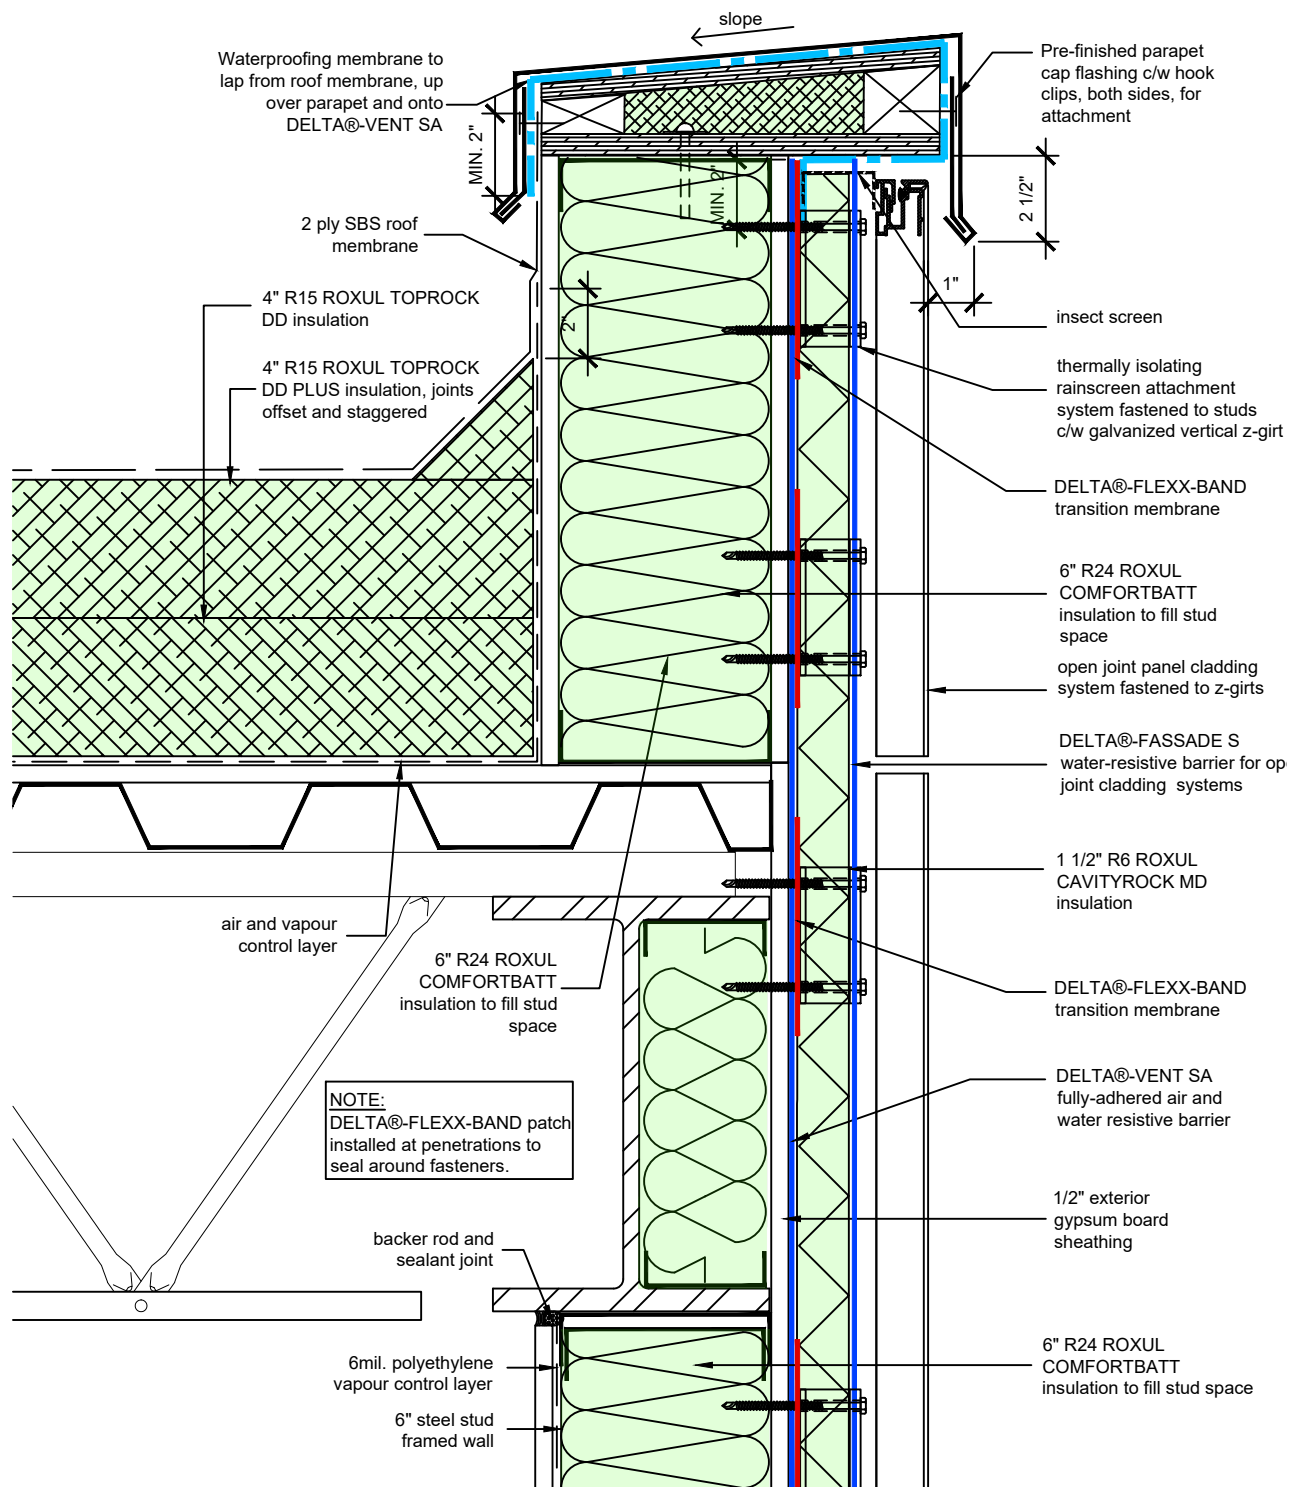 slope
Waterproofing membrane to
lap from roof membrane, up
over parapet and onto
DELTA®-VENT SA
Pre-finished parapet
cap flashing c/w hook
clips, both sides, for
attachment
MIN. 2"
MIN. 2"
2 1/2"
2 ply SBS roof
membrane
1"
4" R15 ROXUL TOPROCK
DD insulation
2"
insect screen
4" R15 ROXUL TOPROCK
DD PLUS insulation, joints
offset and staggered
thermally isolating
rainscreen attachment
system fastened to studs
c/w galvanized vertical z-girt
DELTA®-FLEXX-BAND
transition membrane
6" R24 ROXUL
COMFORTBATT
insulation to fill stud
space
open joint panel cladding
system fastened to z-girts
DELTA®-FASSADE S
water-resistive barrier for op
joint cladding systems
1 1/2" R6 ROXUL
CAVITYROCK MD
insulation
air and vapour
control layer
6" R24 ROXUL
COMFORTBATT
insulation to fill stud
space
DELTA®-FLEXX-BAND
transition membrane
DELTA®-VENT SA
fully-adhered air and
water resistive barrier
NOTE:
DELTA®-FLEXX-BAND patch
installed at penetrations to
seal around fasteners.
1/2" exterior
gypsum board
sheathing
backer rod and
sealant joint
6mil. polyethylene
vapour control layer
6" R24 ROXUL
COMFORTBATT
insulation to fill stud space
6" steel stud
framed wall